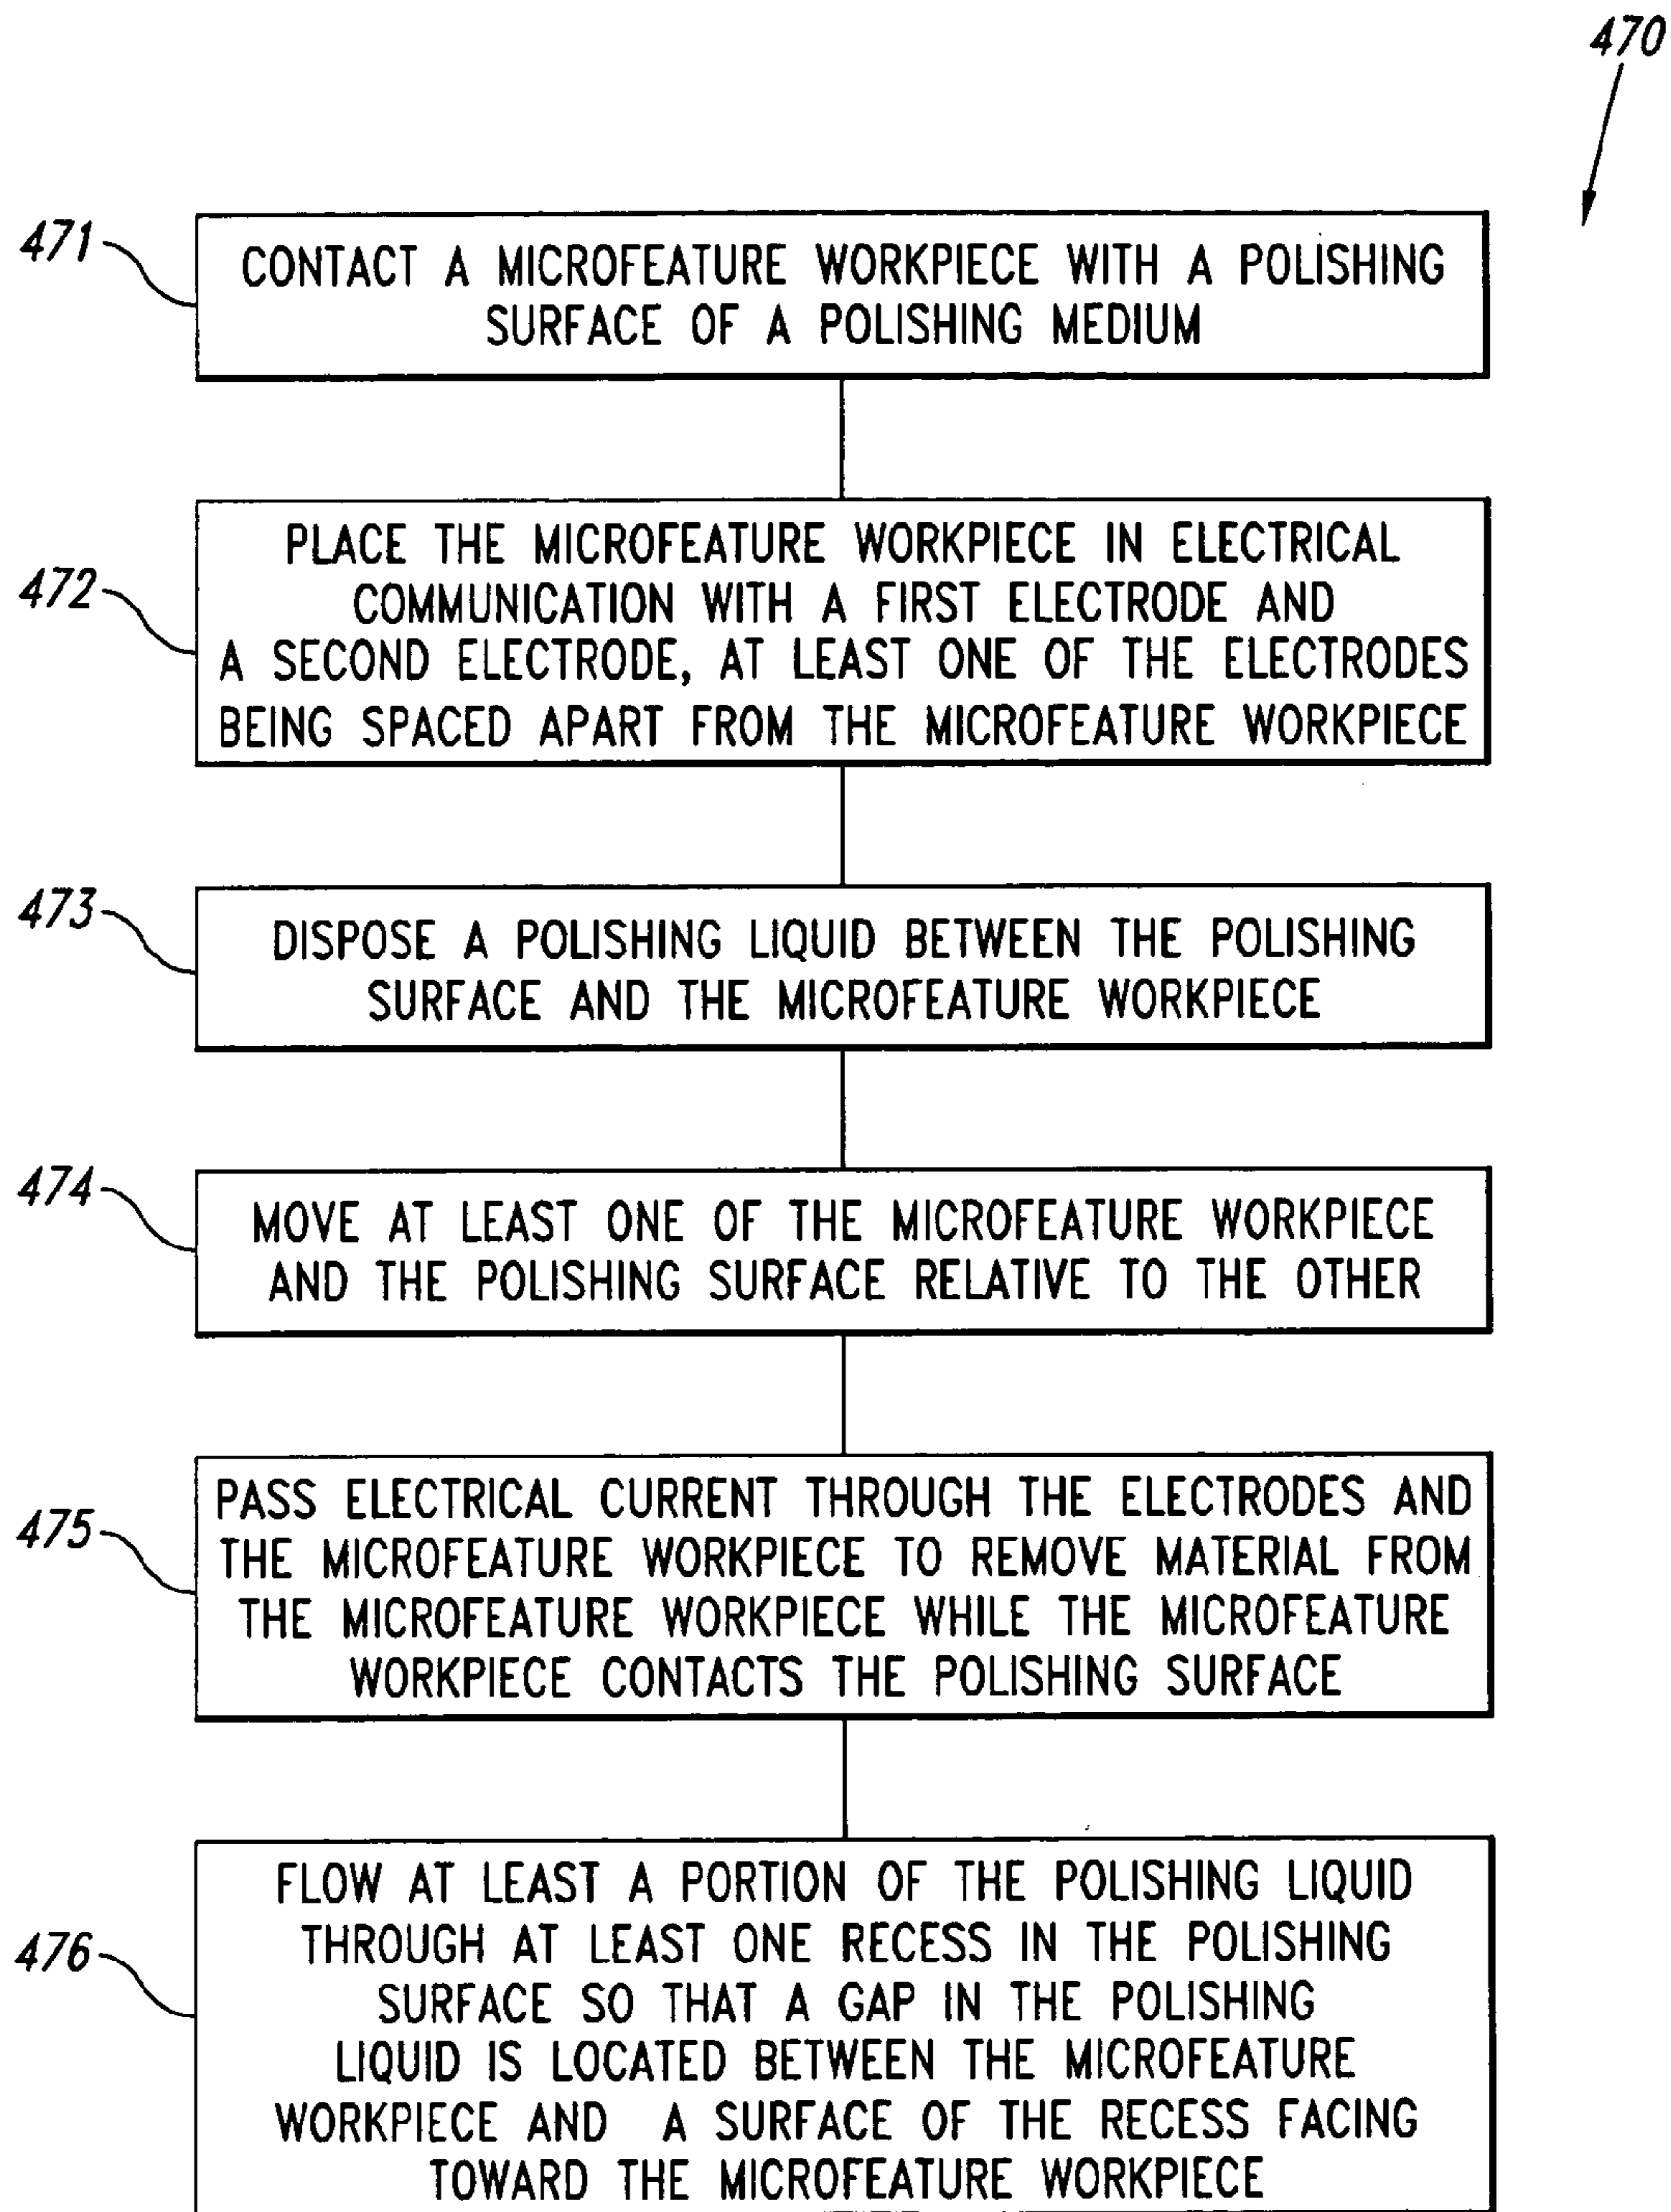 470
471
CONTACT A MICROFEATURE WORKPIECE WITH A POLISHING
SURFACE OF A POLISHING MEDIUM
472
PLACE THE MICROFEATURE WORKPIECE IN ELECTRICAL
COMMUNICATION WITH A FIRST ELECTRODE AND
A SECOND ELECTRODE, AT LEAST ONE OF THE ELECTRODES
BEING SPACED APART FROM THE MICROFEATURE WORKPIECE
473
DISPOSE A POLISHING LIQUID BETWEEN THE POLISHING
SURFACE AND THE MICROFEATURE WORKPIECE
474
MOVE AT LEAST ONE OF THE MICROFEATURE WORKPIECE
AND THE POLISHING SURFACE RELATIVE TO THE OTHER
475
PASS ELECTRICAL CURRENT THROUGH THE ELECTRODES AND
THE MICROFEATURE WORKPIECE TO REMOVE MATERIAL FROM
THE MICROFEATURE WORKPIECE WHILE THE MICROFEATURE
WORKPIECE CONTACTS THE POLISHING SURFACE
476
FLOW AT LEAST A PORTION OF THE POLISHING LIQUID
THROUGH AT LEAST ONE RECESS IN THE POLISHING
SURFACE SO THAT A GAP IN THE POLISHING
LIQUID IS LOCATED BETWEEN THE MICROFEATURE
WORKPIECE AND A SURFACE OF THE RECESS FACING
TOWARD THE MICROFEATURE WORKPIECE